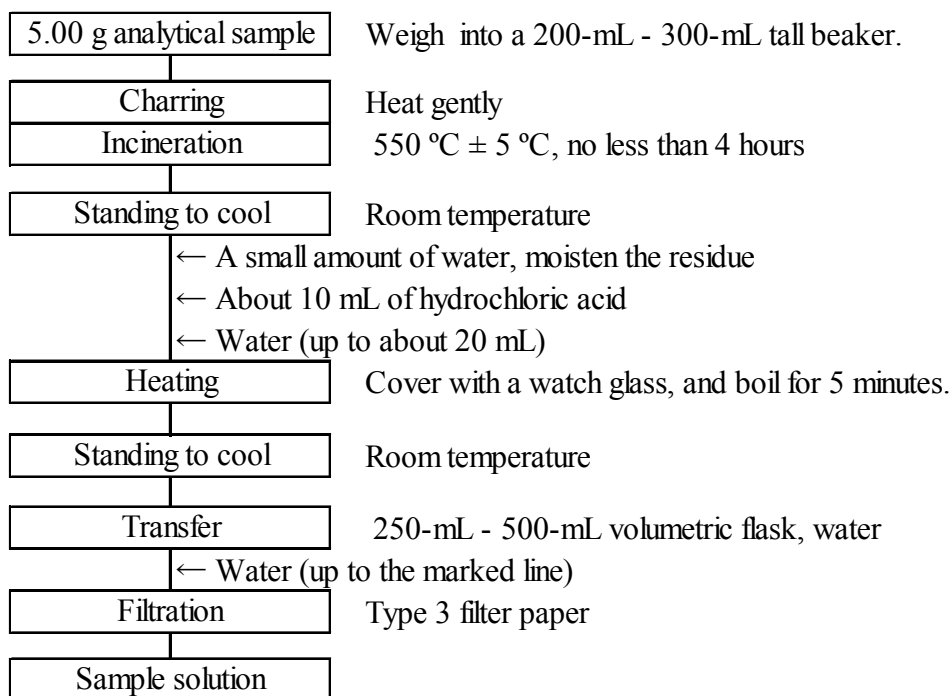 5.00 g analytical sample Weigh into a 200-mL - 300-mL tall beaker.
Charring Heat gently
Incineration 550 ºC ± 5 ºC, no less than 4 hours
Standing to cool Room temperature
← A small amount of water, moisten the residue
← About 10 mL of hydrochloric acid
← Water (up to about 20 mL)
Heating Cover with a watch glass, and boil for 5 minutes.
Standing to cool Room temperature
Transfer 250-mL - 500-mL volumetric flask, water
← Water (up to the marked line)
Filtration Type 3 filter paper
Sample solution